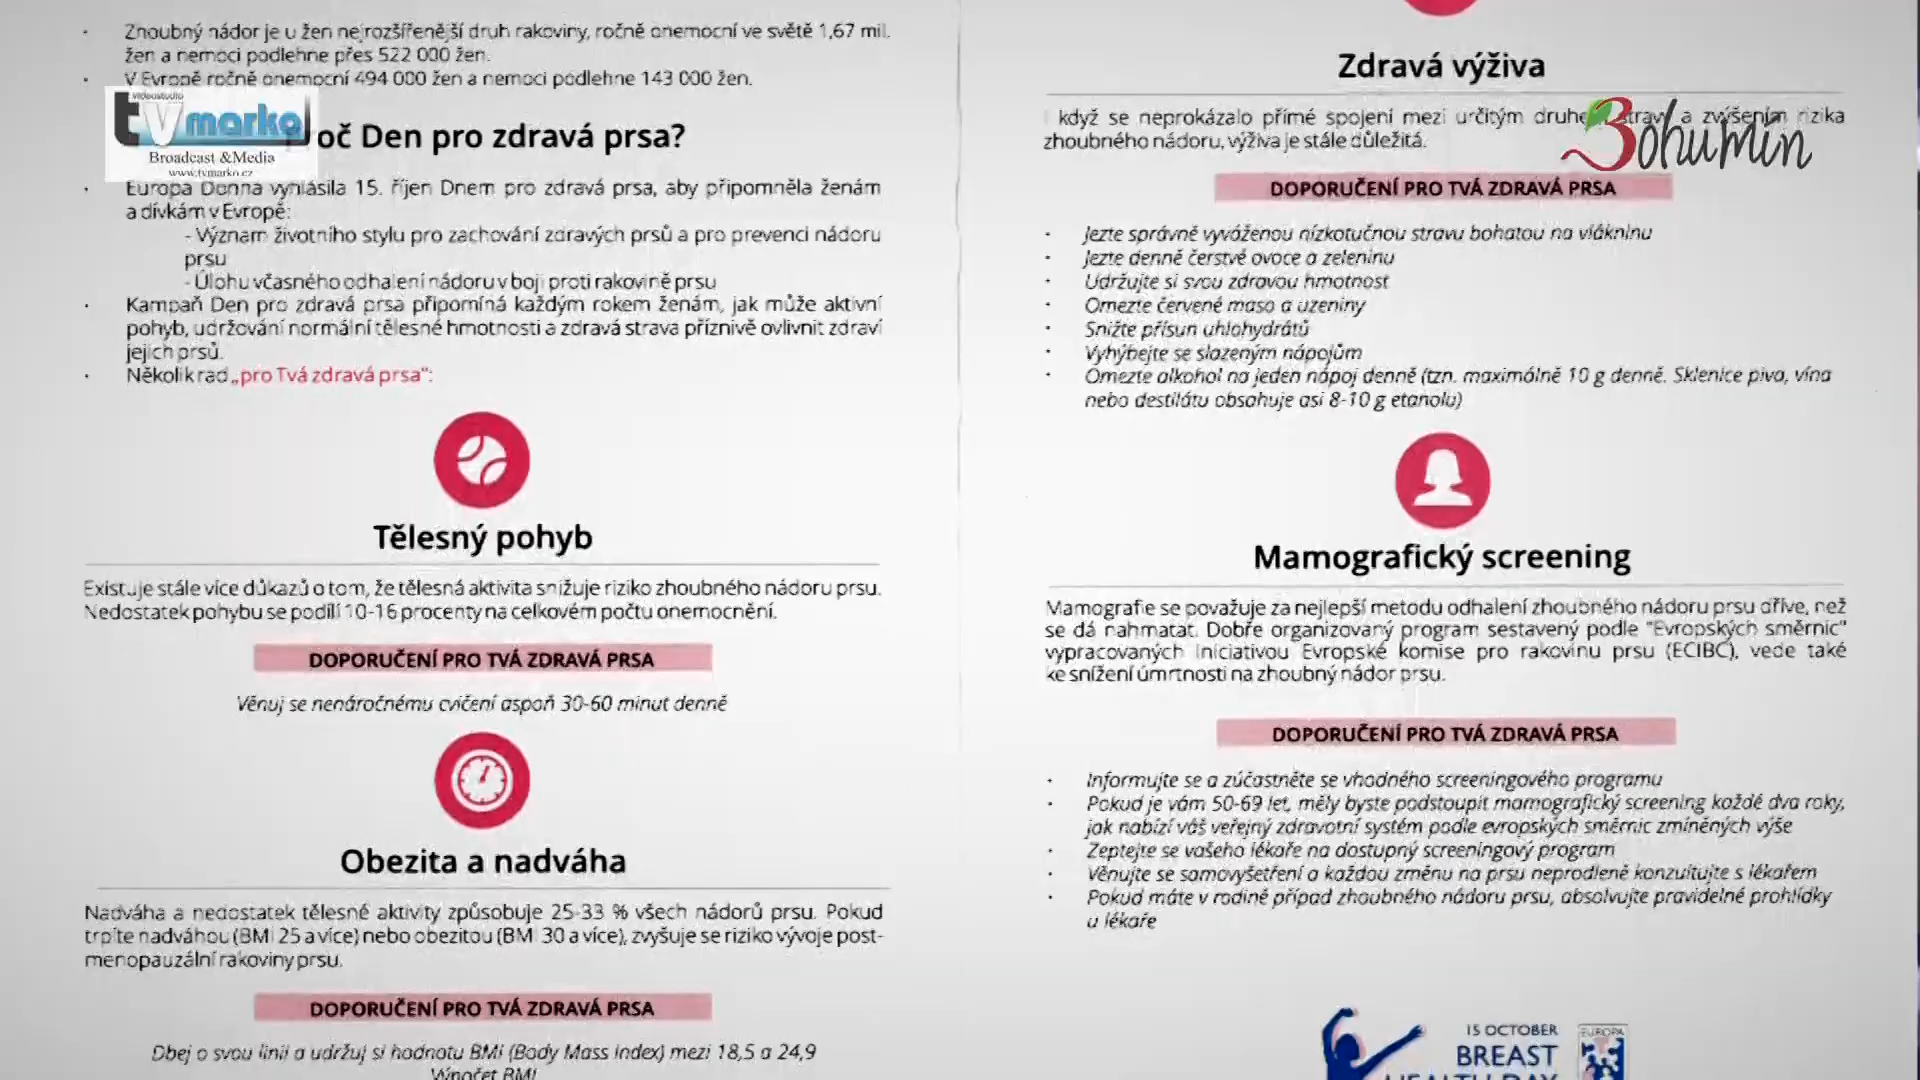 Zhoubný nádor je u žen nejrozšířenější druh rakoviny, ročně onemocní ve světě 1,67 mil.
žen a nemoci podlehne přes 522 000 žen.
V Evropě ročně onemocní 494 000 žen a nemoci podlehne 143 000 žen.
videostudio
tvmarko
Broadcast &Media
www.tvmarko.cz
roč Den pro zdravá prsa?
Europa Donna vyhlásila 15. říjen Dnem pro zdravá prsa, aby připomněla ženám
a dívkám v Evropě:
- Význam životního stylu pro zachování zdravých prsů a pro prevenci nádoru
prsu
- Úlohu včasného odhalení nádoru v boji proti rakovině prsu
Kampaň Den pro zdravá prsa připomíná každým rokem ženám, jak může aktivní
pohyb, udržování normální tělesné hmotnosti a zdravá strava příznivě ovlivnit zdraví
jejich prsů.
Několik rad „pro Tvá zdravá prsa":
Tělesný pohyb
Existuje stále více důkazů o tom, že tělesná aktivita snižuje riziko zhoubného nádoru prsu.
Nedostatek pohybu se podílí 10-16 procenty na celkovém počtu onemocnění.
DOPORUČENÍ PRO TVÁ ZDRAVÁ PRSA
Věnuj se nenáročnému cvičení aspoň 30-60 minut denně
Obezita a nadváha
Nadváha a nedostatek tělesné aktivity způsobuje 25-33 % všech nádorů prsu. Pokud
trpíte nadváhou (BMI 25 a více) nebo obezitou (BMI 30 a více), zvyšuje se riziko vývoje post-
menopauzální rakoviny prsu.
DOPORUČENÍ PRO TVÁ ZDRAVÁ PRSA
Dbej o svou linii a udržuj si hodnotu BMI (Body Mass Index) mezi 18,5 a 24,9
Výpočet BMI
Zdravá výživa
I když se neprokázalo přímé spojení mezi určitým druhem stravy a zvýšením rizika
zhoubného nádoru, výživa je stále důležitá.
Bohumín
DOPORUČENÍ PRO TVÁ ZDRAVÁ PRSA
Jezte správně vyváženou nízkotučnou stravu bohatou na vlákninu
Jezte denně čerstvé ovoce a zeleninu
Udržujte si svou zdravou hmotnost
Omezte červené maso a uzeniny
Snižte přísun uhlohydrátů
Vyhýbejte se slazeným nápojům
Omezte alkohol na jeden nápoj denně (tzn. maximálně 10 g denně. Sklenice piva, vína
nebo destilátu obsahuje asi 8-10 g etanolu)
Mamografický screening
Mamografie se považuje za nejlepší metodu odhalení zhoubného nádoru prsu dříve, než
se dá nahmatat. Dobře organizovaný program sestavený podle "Evropských směrnic"
vypracovaných Iniciativou Evropské komise pro rakovinu prsu (ECIBC), vede také
ke snížení úmrtnosti na zhoubný nádor prsu.
DOPORUČENÍ PRO TVÁ ZDRAVÁ PRSA
Informujte se a zúčastněte se vhodného screeningového programu
Pokud je vám 50-69 let, měly byste podstoupit mamografický screening každé dva roky,
jak nabízí váš veřejný zdravotní systém podle evropských směrnic zmíněných výše
Zeptejte se vašeho lékaře na dostupný screeningový program
Věnujte se samovyšetření a každou změnu na prsu neprodleně konzultujte s lékařem
Pokud máte v rodině případ zhoubného nádoru prsu, absolvujte pravidelné prohlídky
u lékaře
15 OCTOBER
BREAST
HEALTH DAY
EUROPA